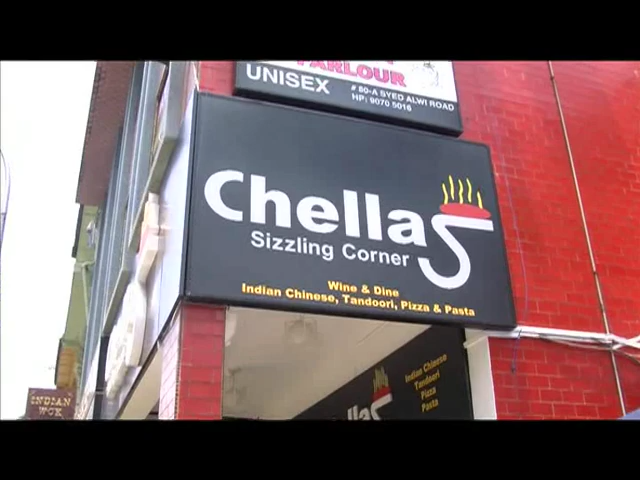 PARLOUR
UNISEX
# 80-A SYED ALWI ROAD
HP: 9070 5016
Chellas
Sizzling Corner
Wine & Dine
Indian Chinese, Tandoori, Pizza & Pasta
Indian Chinese
Tandoori
Pizza
Pasta
INDIAN
WOK